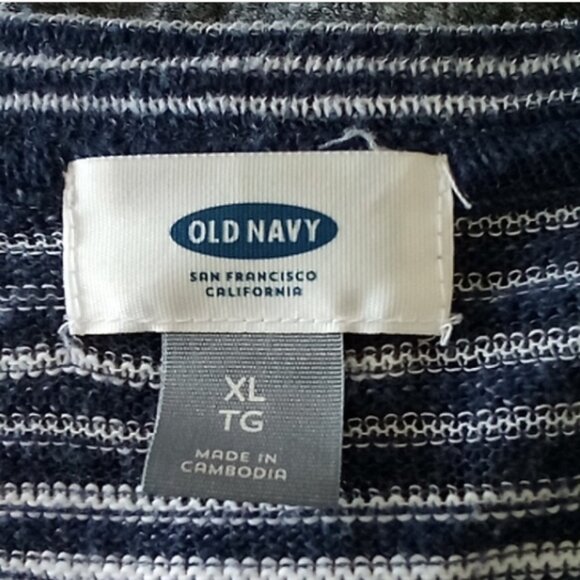 OLD NAVY
SAN FRANCISCO
CALIFORNIA
XL
TG
MADE IN
CAMBODIA